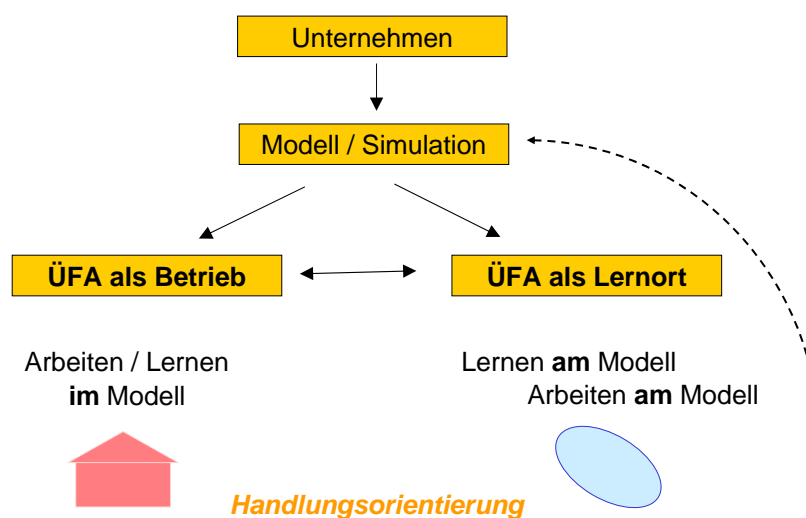 Unternehmen
Modell / Simulation
ÜFA als Betrieb
ÜFA als Lernort
Arbeiten / Lernen
im Modell
Lernen am Modell
Arbeiten am Modell
Handlungsorientierung